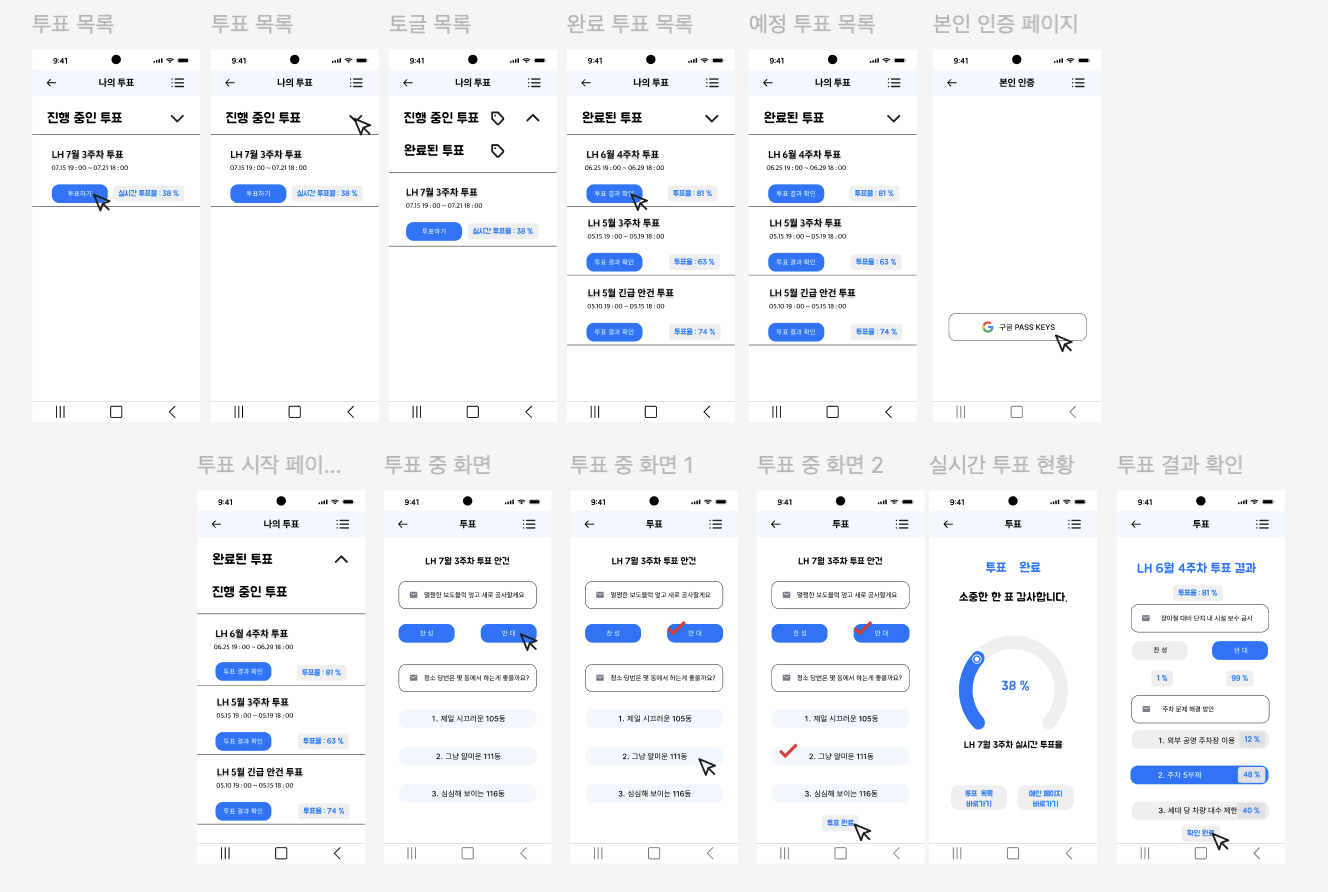 투표 목록
9:41
나의 투표
진행 중인 투표
LH 7월 3주차 투표
07.15 19 : 00 ~ 07.21 18 : 00
투표하기
실시간 투표율 : 38 %
투표 목록
9:41
나의 투표
진행 중인 투표
LH 7월 3주차 투표
07.15 19 : 00 ~ 07.21 18 : 00
투표하기
실시간 투표율 : 38 %
토글 목록
9:41
나의 투표
진행 중인 투표
완료된 투표
LH 7월 3주차 투표
07.15 19 : 00 ~ 07.21 18 : 00
투표하기
실시간 투표율 : 38 %
완료 투표 목록
9:41
나의 투표
완료된 투표
LH 6월 4주차 투표
06.25 19 : 00 ~ 06.29 18 : 00
투표 결과 확인
투표율 : 81 %
LH 5월 3주차 투표
05.15 19 : 00 ~ 05.19 18 : 00
투표 결과 확인
투표율 : 63 %
LH 5월 긴급 안건 투표
05.10 19 : 00 ~ 05.15 18 : 00
투표 결과 확인
투표율 : 74 %
예정 투표 목록
9:41
나의 투표
완료된 투표
LH 6월 4주차 투표
06.25 19 : 00 ~ 06.29 18 : 00
투표 결과 확인
투표율 : 81 %
LH 5월 3주차 투표
05.15 19 : 00 ~ 05.19 18 : 00
투표 결과 확인
투표율 : 63 %
LH 5월 긴급 안건 투표
05.10 19 : 00 ~ 05.15 18 : 00
투표 결과 확인
투표율 : 74 %
본인 인증 페이지
9:41
본인 인증
구글 PASS KEYS
투표 시작 페이...
9:41
나의 투표
완료된 투표
진행 중인 투표
LH 6월 4주차 투표
06.25 19 : 00 ~ 06.29 18 : 00
투표 결과 확인
투표율 : 81 %
LH 5월 3주차 투표
05.15 19 : 00 ~ 05.19 18 : 00
투표 결과 확인
투표율 : 63 %
LH 5월 긴급 안건 투표
05.10 19 : 00 ~ 05.15 18 : 00
투표 결과 확인
투표율 : 74 %
투표 중 화면
9:41
투표
LH 7월 3주차 투표 안건
멀쩡한 보도블럭 엎고 새로 공사할게요
찬 성
반 대
청소 당번은 몇 동에서 하는게 좋을까요?
1. 제일 시끄러운 105동
2. 그냥 얄미운 111동
3. 심심해 보이는 116동
투표 중 화면 1
9:41
투표
LH 7월 3주차 투표 안건
멀쩡한 보도블럭 엎고 새로 공사할게요
찬 성
반 대
청소 당번은 몇 동에서 하는게 좋을까요?
1. 제일 시끄러운 105동
2. 그냥 얄미운 111동
3. 심심해 보이는 116동
투표 중 화면 2
9:41
투표
LH 7월 3주차 투표 안건
멀쩡한 보도블럭 엎고 새로 공사할게요
찬 성
반 대
청소 당번은 몇 동에서 하는게 좋을까요?
1. 제일 시끄러운 105동
2. 그냥 얄미운 111동
3. 심심해 보이는 116동
투표 완료
실시간 투표 현황
9:41
투표
투표 완료
소중한 한 표 감사합니다.
38 %
LH 7월 3주차 실시간 투표율
투표 목록
바로가기
메인 페이지
바로가기
투표 결과 확인
9:41
투표
LH 6월 4주차 투표 결과
투표율 : 81 %
장마철 대비 단지 내 시설 보수 공사
찬 성
반 대
1 %
99 %
주차 문제 해결 방안
1. 외부 공영 주차장 이용
12 %
2. 주차 5부제
48 %
3. 세대 당 차량 대수 제한
40 %
확인 완료